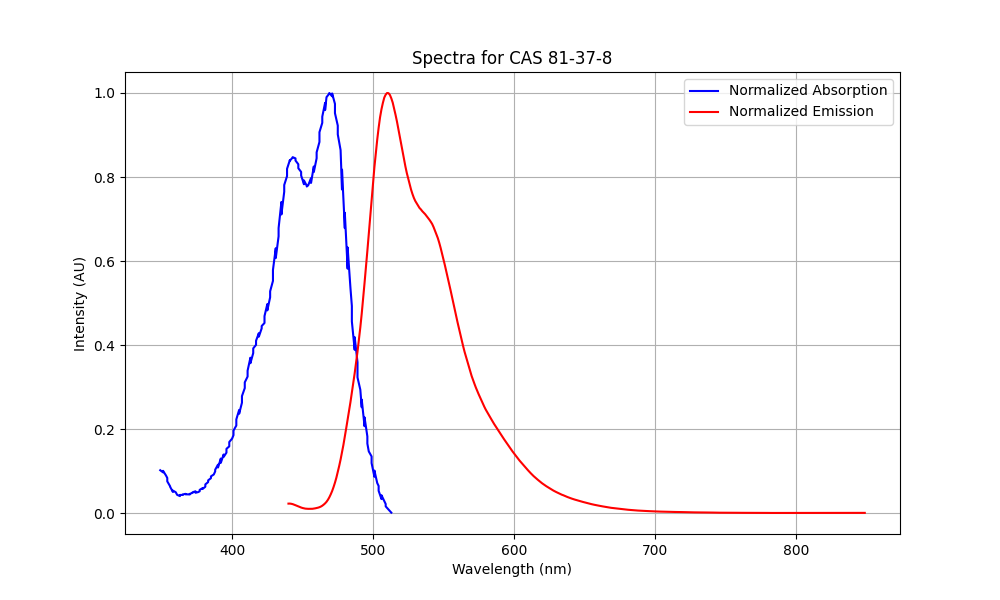 Spectra for CAS 81-37-8
Normalized Absorption
Normalized Emission
1.0
0.8
0.6
0.4
0.2
0.0
Intensity (AU)
400 500 600 700 800
Wavelength (nm)